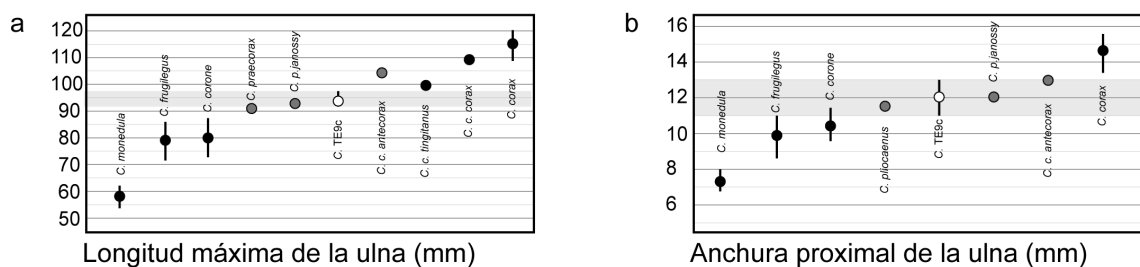 a
120
110
100
90
80
70
60
50
C. monedula
C. frugilegus
C. corone
C. praecorax
C. p.janossy
C. TE9c
C. c. antecorax
C. c. tingitanus
C. c. corax
C. corax
Longitud máxima de la ulna (mm)
b
16
14
12
10
8
6
C. monedula
C. frugilegus
C. corone
C. pliocaenus
C. TE9c
C. p.janossy
C. c. antecorax
C. corax
Anchura proximal de la ulna (mm)